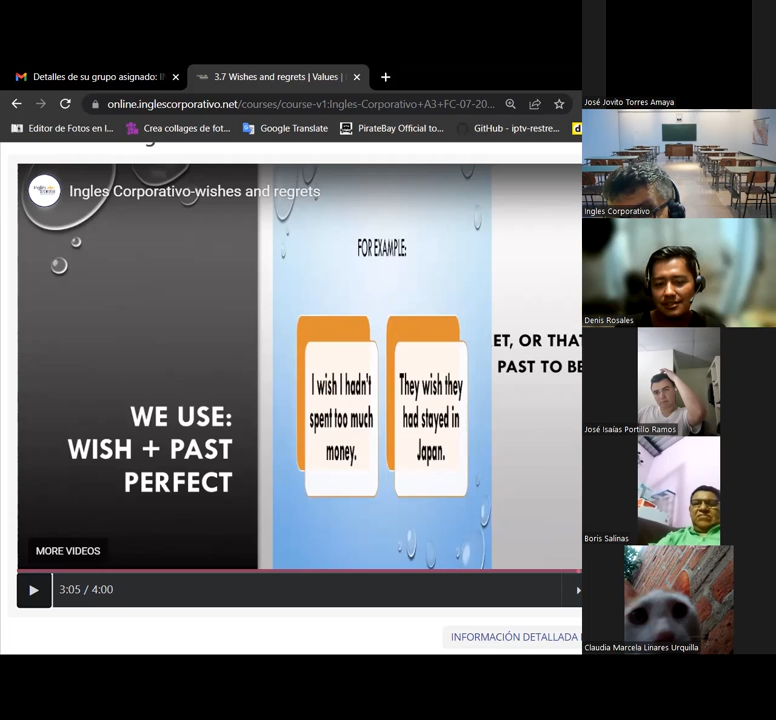 Detalles de su grupo asignado: I
3.7 Wishes and regrets | Values |
online.inglescorporativo.net/courses/course-v1:Ingles-Corporativo+A3+FC-07-20...
Editor de Fotos en l...
Crea collages de fot...
Google Translate
PirateBay Official to...
GitHub - iptv-restre...
Ingles Corporativo-wishes and regrets
WE USE:
WISH + PAST
PERFECT
FOR EXAMPLE:
I wish I hadn't
spent too much
money.
They wish they
had stayed in
Japan.
ET, OR THA
PAST TO BE
MORE VIDEOS
3:05 / 4:00
INFORMACIÓN DETALLADA
José Jovito Torres Amaya
Ingles Corporativo
Denis Rosales
José Isaías Portillo Ramos
Boris Salinas
Claudia Marcela Linares Urquilla